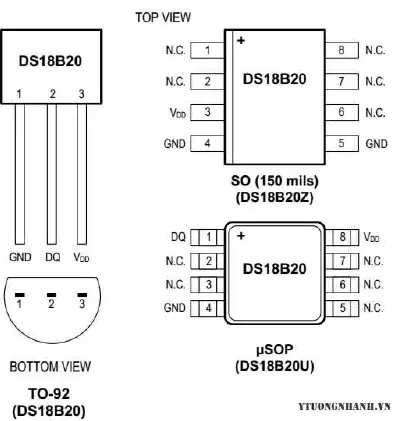 TOP VIEW
DS18B20
1 2 3
GND DQ VDD
1 2 3
BOTTOM VIEW
TO-92
(DS18B20)
+
N.C. 1 8 N.C.
N.C. 2 DS18B20 7 N.C.
VDD 3 6 N.C.
GND 4 5 GND
SO (150 mils)
(DS18B20Z)
+
DQ 1 8 VDD
N.C. 2 DS18B20 7 N.C.
N.C. 3 6 N.C.
GND 4 5 N.C.
µSOP
(DS18B20U)
YTUONGNHANH.VN